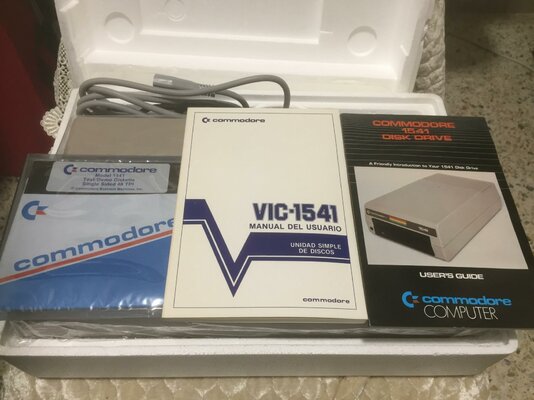 commodore
Model 1541
Test/Demo Diskette
Single Sided 48 TPI
commodore
commodore
VIC-1541
MANUAL DEL USUARIO
UNIDAD SIMPLE
DE DISCOS
commodore
COMMODORE
1541
DISK DRIVE
A Friendly Introduction to Your 1541 Disk Drive
USER'S GUIDE
commodore
COMPUTER